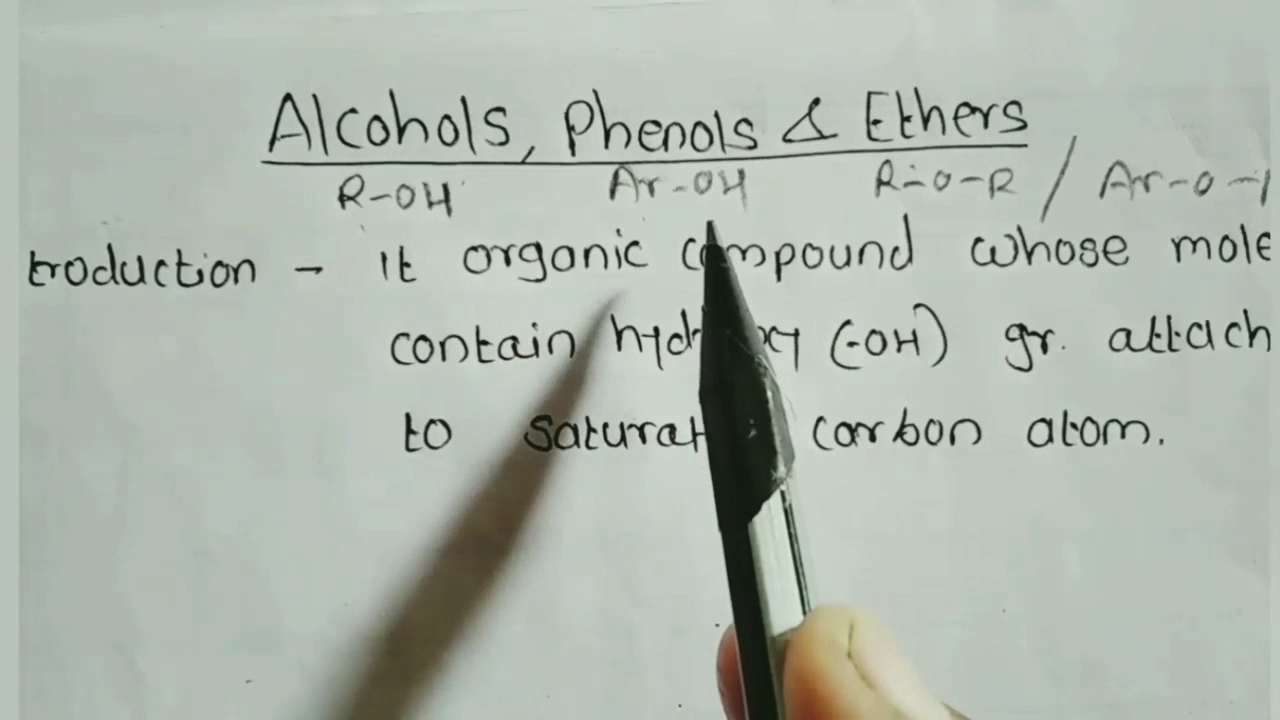 Alcohols, Phenols & Ethers
R-OH Ar-OH R-O-R / Ar-O-
troduction - It organic compound whose mole
contain hydroxy (-OH) gr. attach
to carbon atom.